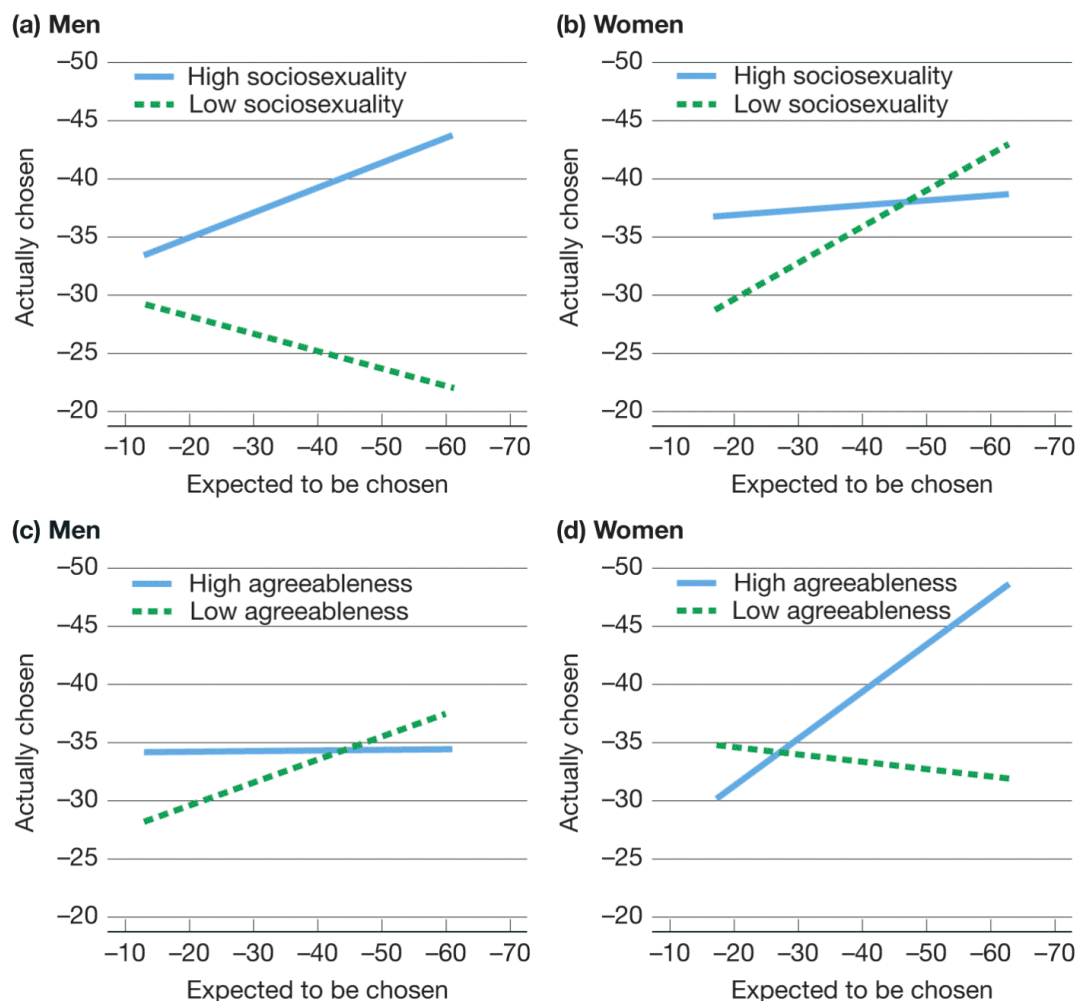 (a) Men
High sociosexuality
Low sociosexuality
Actually chosen
–50
–45
–40
–35
–30
–25
–20
–10 –20 –30 –40 –50 –60 –70
Expected to be chosen
(b) Women
High sociosexuality
Low sociosexuality
Actually chosen
–50
–45
–40
–35
–30
–25
–20
–10 –20 –30 –40 –50 –60 –70
Expected to be chosen
(c) Men
High agreeableness
Low agreeableness
Actually chosen
–50
–45
–40
–35
–30
–25
–20
–10 –20 –30 –40 –50 –60 –70
Expected to be chosen
(d) Women
High agreeableness
Low agreeableness
Actually chosen
–50
–45
–40
–35
–30
–25
–20
–10 –20 –30 –40 –50 –60 –70
Expected to be chosen